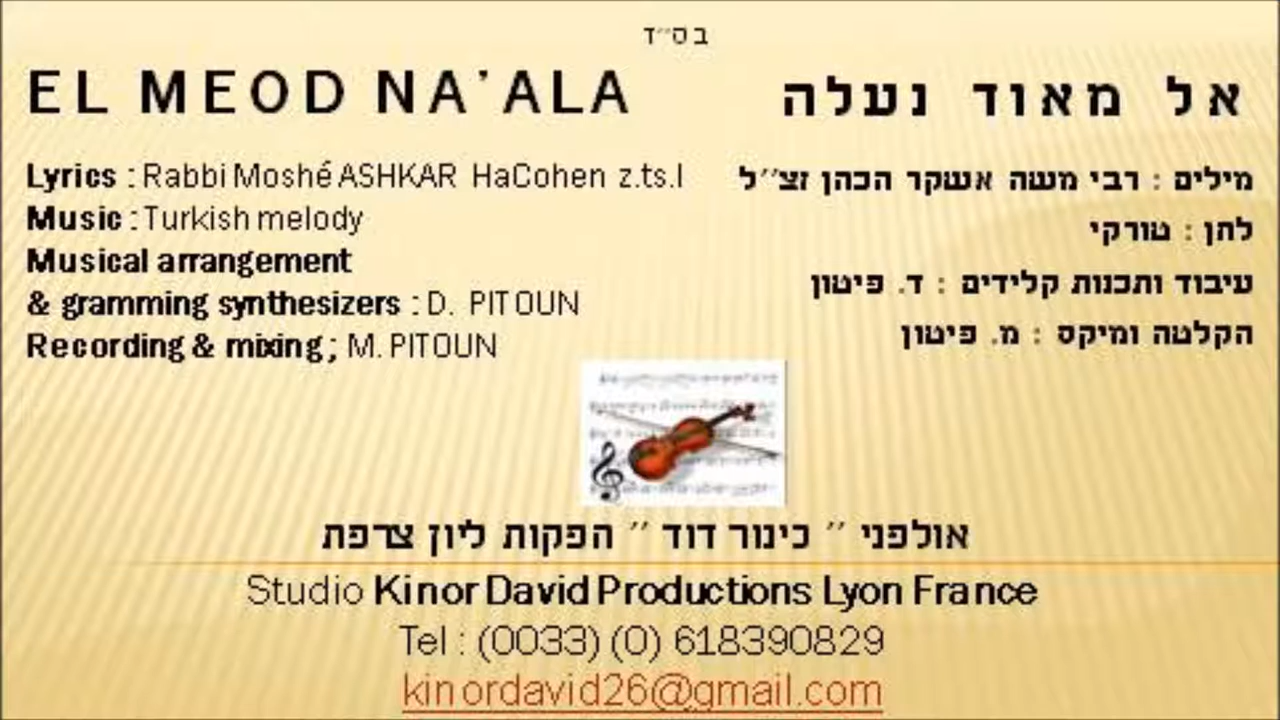 בס״ד
EL MEOD NA'ALA
אל מאוד נעלה
Lyrics : Rabbi Moshé ASHKAR HaCohen z.ts.l
Music : Turkish melody
Musical arrangement
& gramming synthesizers : D. PITOUN
Recording & mixing ; M. PITOUN
מילים : רבי משה אשקר הכהן זצ״ל
לחן : טורקי
עיבוד ותכנות קלידים : ד. פיטון
הקלטה ומיקס : מ. פיטון
אולפני ״ כינור דוד ״ הפקות ליון צרפת
Studio Kinor David Productions Lyon France
Tel : (0033) (0) 618390829
kinordavid26@gmail.com